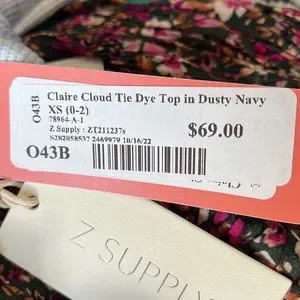 O43B
Claire Cloud Tie Dye Top in Dusty Navy
XS (0-2)
78964-A-1
Z Supply : ZT211237s
S282058537 2469979 10/16/22
$69.00
O43B
Z SUPPLY